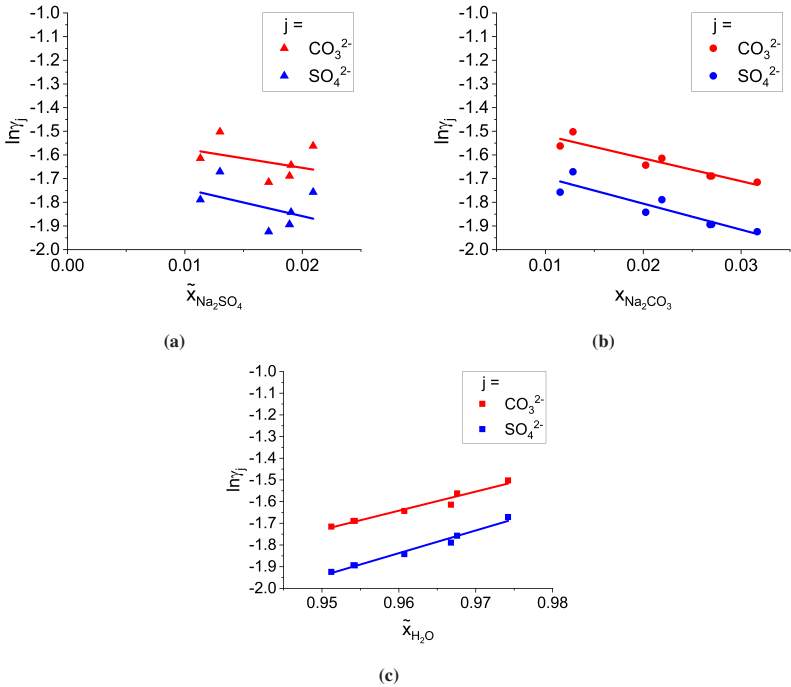 -1.0
-1.1
-1.2
-1.3
-1.4
-1.5
-1.6
-1.7
-1.8
-1.9
-2.0
lnγj
j =
CO₃²⁻
SO₄²⁻
0.00
0.01
0.02
x̃Na₂SO₄
(a)
-1.0
-1.1
-1.2
-1.3
-1.4
-1.5
-1.6
-1.7
-1.8
-1.9
-2.0
lnγj
j =
CO₃²⁻
SO₄²⁻
0.01
0.02
0.03
xNa₂CO₃
(b)
-1.0
-1.1
-1.2
-1.3
-1.4
-1.5
-1.6
-1.7
-1.8
-1.9
-2.0
lnγj
j =
CO₃²⁻
SO₄²⁻
0.95
0.96
0.97
0.98
x̃H₂O
(c)